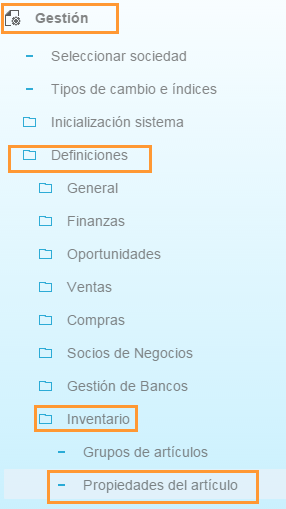 Gestión
Seleccionar sociedad
Tipos de cambio e índices
Inicialización sistema
Definiciones
General
Finanzas
Oportunidades
Ventas
Compras
Socios de Negocios
Gestión de Bancos
Inventario
Grupos de artículos
Propiedades del artículo